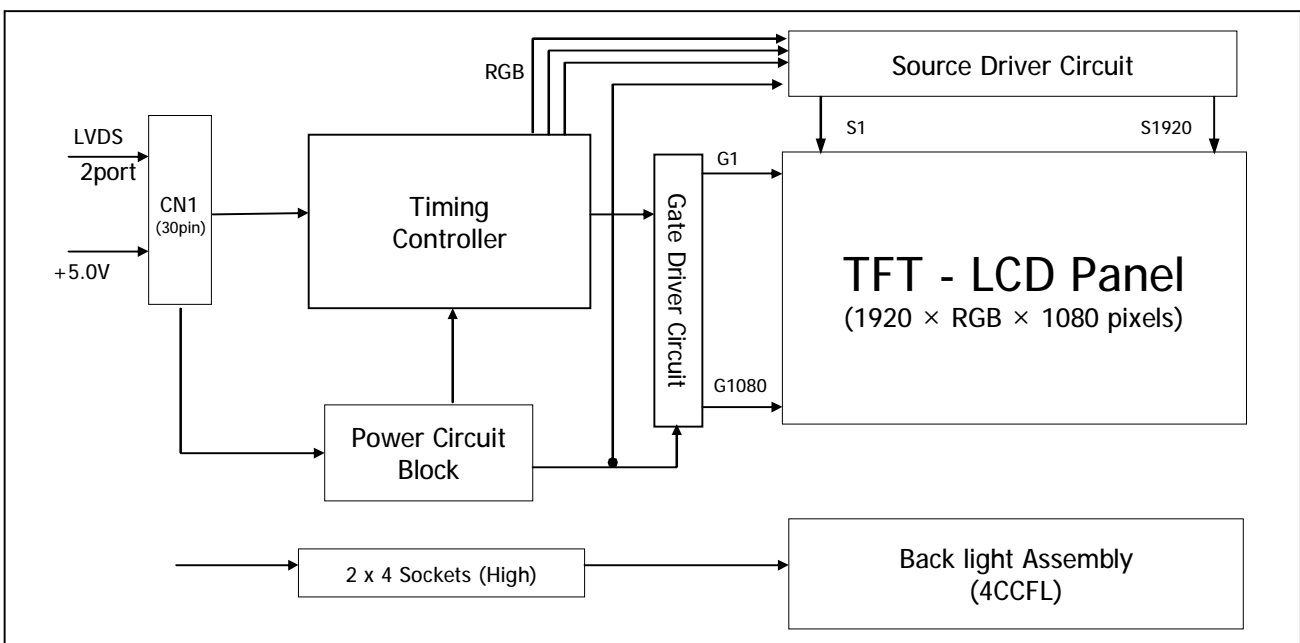 RGB
Source Driver Circuit
S1
S1920
LVDS
2port
CN1
(30pin)
+5.0V
Timing
Controller
Gate Driver Circuit
G1
G1080
TFT - LCD Panel
(1920 × RGB × 1080 pixels)
Power Circuit
Block
2 x 4 Sockets (High)
Back light Assembly
(4CCFL)